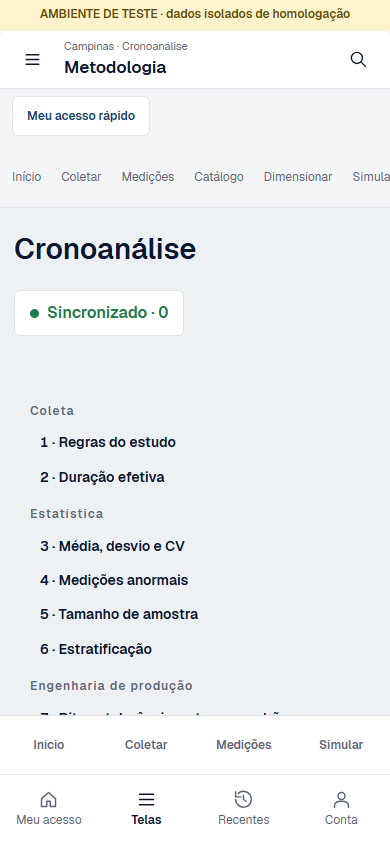 AMBIENTE DE TESTE · dados isolados de homologação
Campinas · Cronoanálise
Metodologia
Meu acesso rápido
Início Coletar Medições Catálogo Dimensionar Simula
Cronoanálise
Sincronizado · 0
Coleta
1 · Regras do estudo
2 · Duração efetiva
Estatística
3 · Média, desvio e CV
4 · Medições anormais
5 · Tamanho de amostra
6 · Estratificação
Engenharia de produção
Início Coletar Medições Simular
Meu acesso Telas Recentes Conta